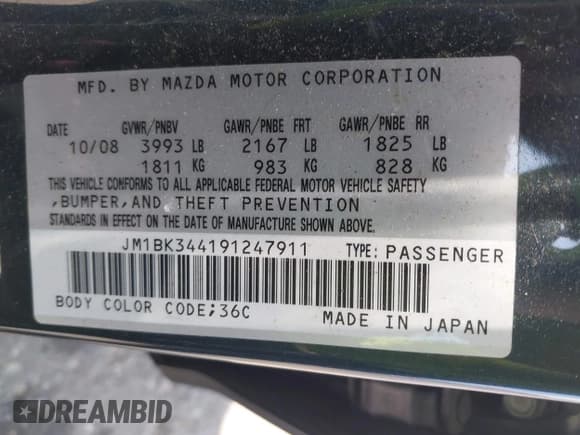 MFD. BY MAZDA MOTOR CORPORATION
DATE GVWR/PNBV GAWR/PNBE FRT GAWR/PNBE RR
10/08 3993 LB 2167 LB 1825 LB
1811 KG 983 KG 828 KG
THIS VEHICLE CONFORMS TO ALL APPLICABLE FEDERAL MOTOR VEHICLE SAFETY
,BUMPER,AND THEFT PREVENTION
STANDARDS IN EFFECT ON THE DATE OF MANUFACTURE SHOWN ABOVE.
JM1BK344191247911 TYPE: PASSENGER
BODY COLOR CODE;36C
MADE IN JAPAN
DREAMBID